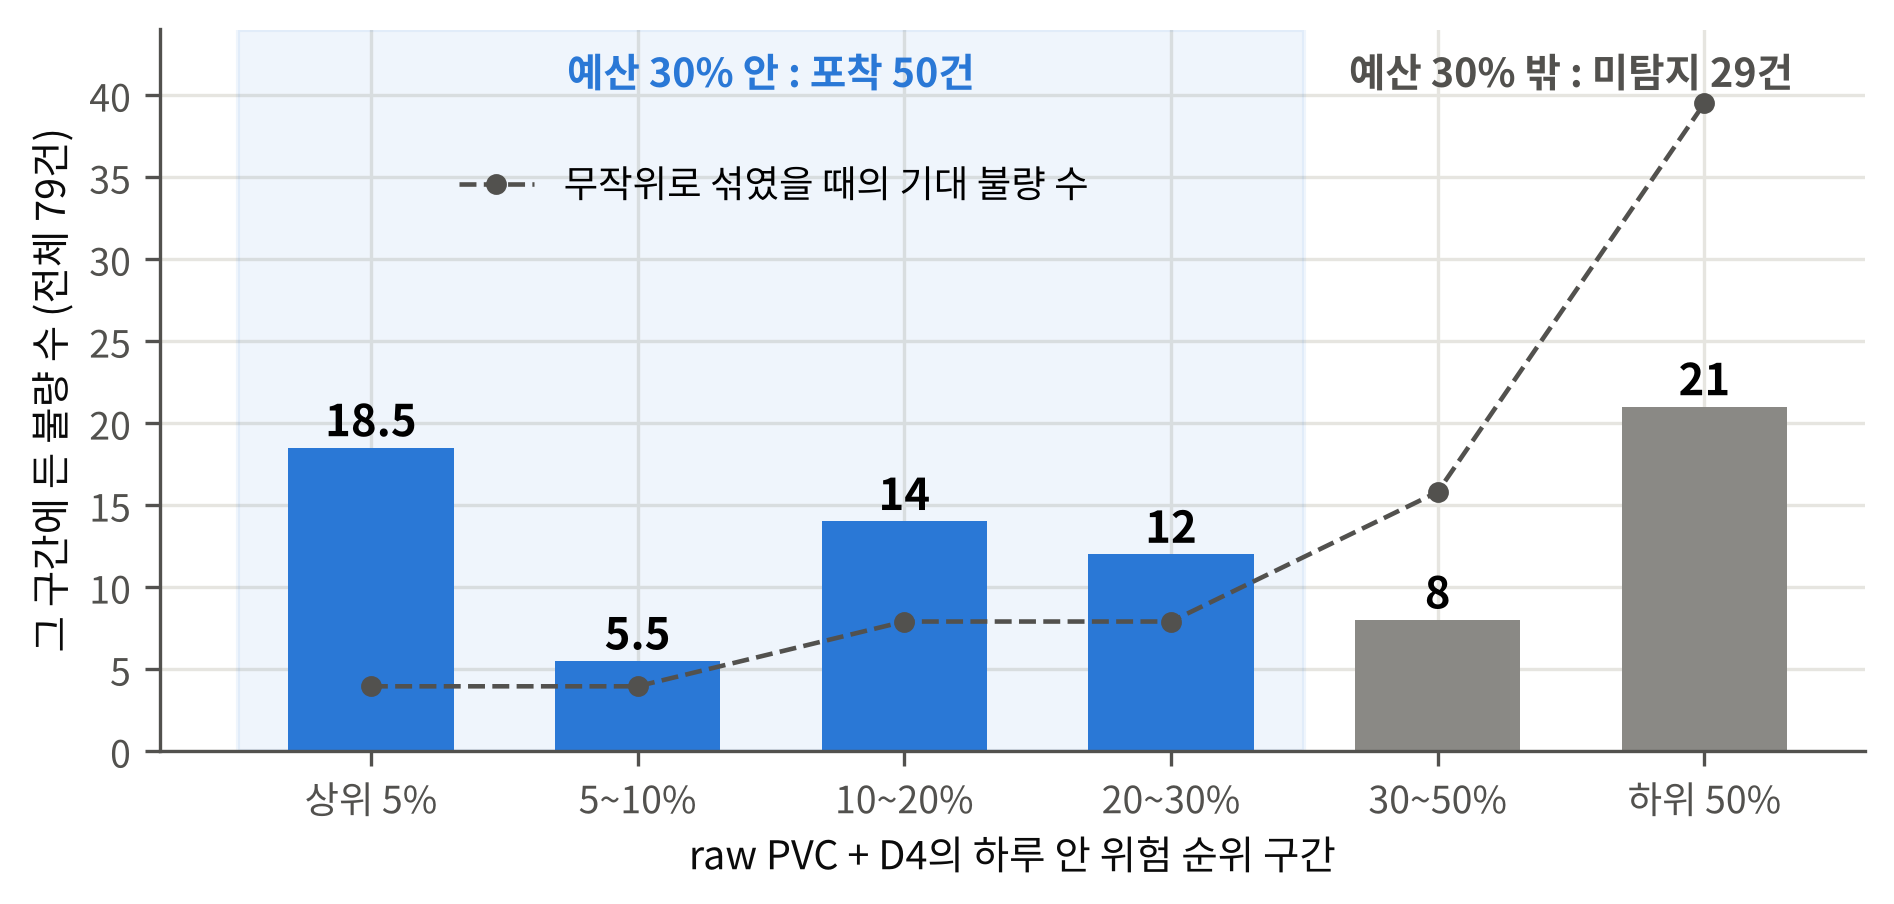 예산 30% 안 : 포착 50건
예산 30% 밖 : 미탐지 29건
무작위로 섞였을 때의 기대 불량 수
그 구간에 든 불량 수 (전체 79건)
40
35
30
25
20
15
10
5
0
18.5
5.5
14
12
8
21
상위 5%
5~10%
10~20%
20~30%
30~50%
하위 50%
raw PVC + D4의 하루 안 위험 순위 구간